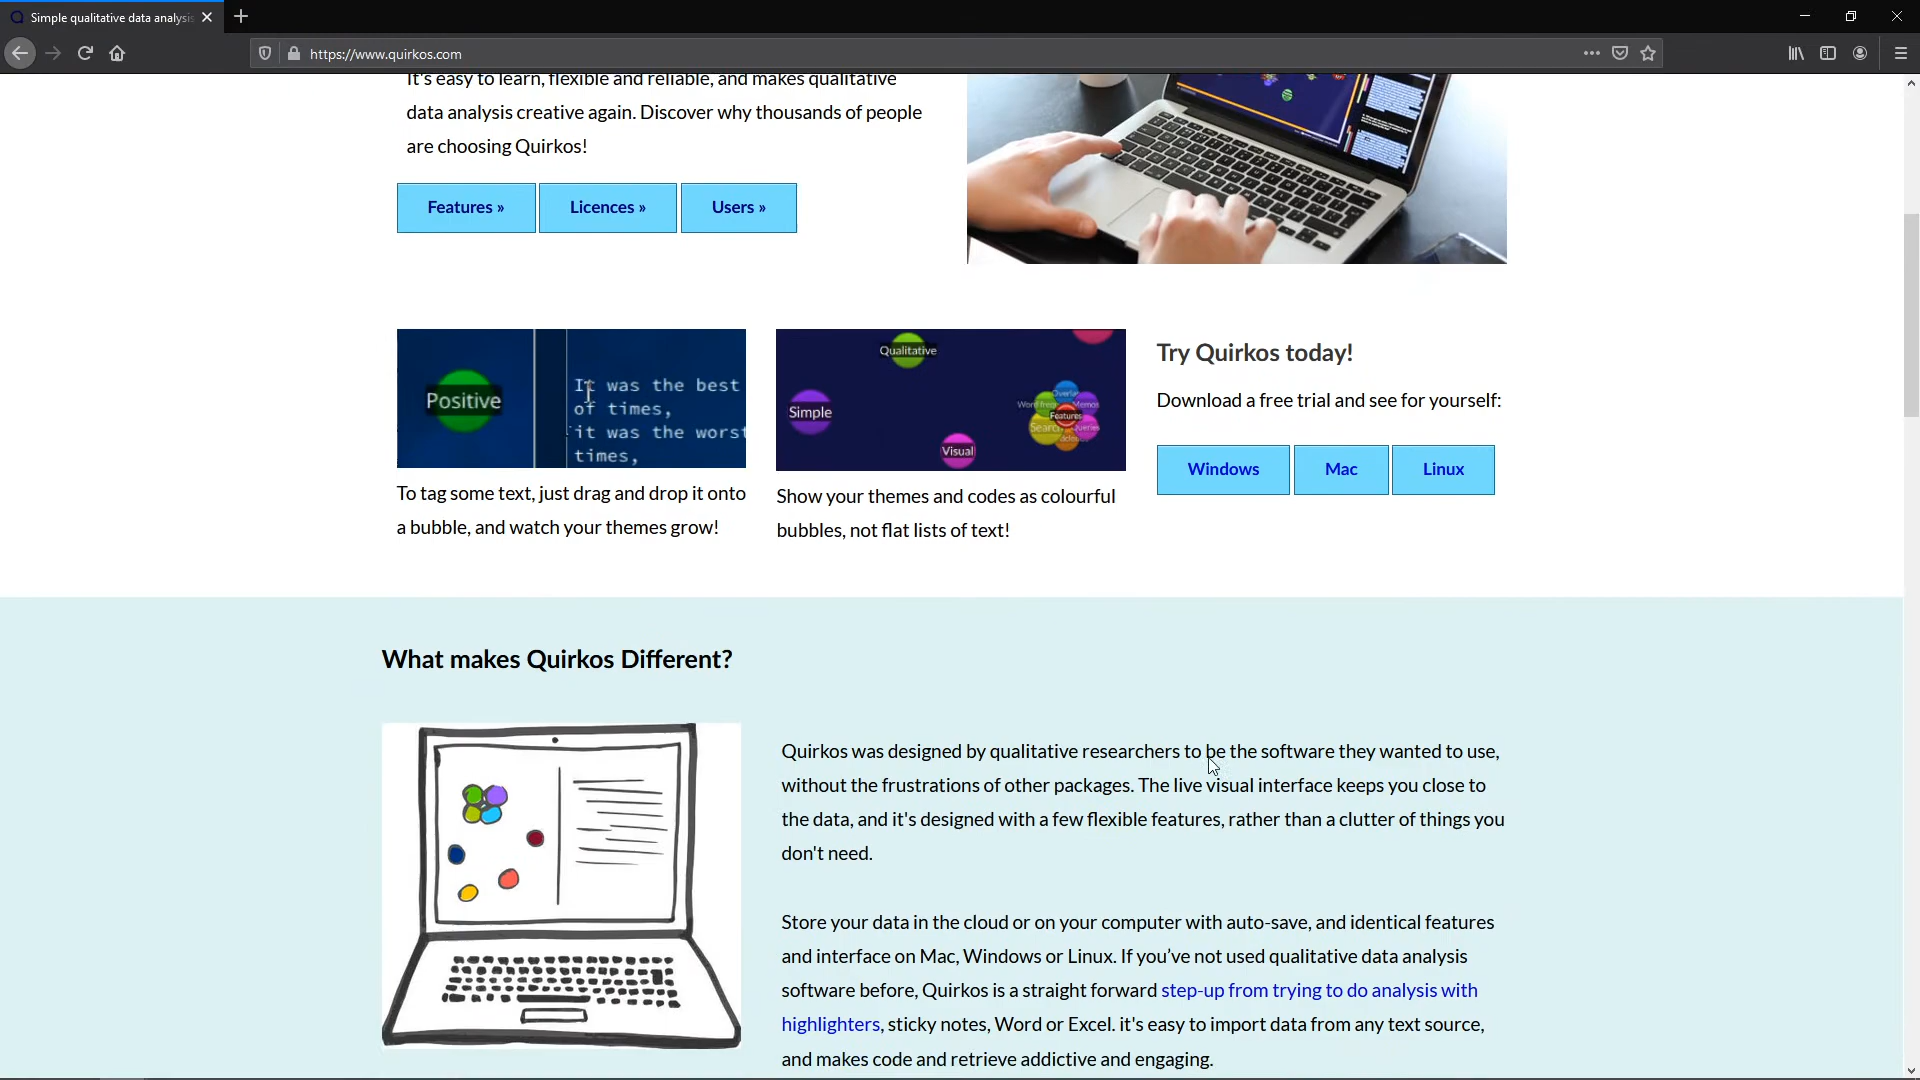 Simple qualitative data analysis
https://www.quirkos.com
It's easy to learn, flexible and reliable, and makes qualitative
data analysis creative again. Discover why thousands of people
are choosing Quirkos!
Features »
Licences »
Users »
Positive
It was the best
of times,
it was the worst
times,
To tag some text, just drag and drop it onto
a bubble, and watch your themes grow!
Qualitative
Simple
Visual
Overlap
Memos
Features
Search
Queries
Show your themes and codes as colourful
bubbles, not flat lists of text!
Try Quirkos today!
Download a free trial and see for yourself:
Windows
Mac
Linux
What makes Quirkos Different?
Quirkos was designed by qualitative researchers to be the software they wanted to use,
without the frustrations of other packages. The live visual interface keeps you close to
the data, and it's designed with a few flexible features, rather than a clutter of things you
don't need.
Store your data in the cloud or on your computer with auto-save, and identical features
and interface on Mac, Windows or Linux. If you’ve not used qualitative data analysis
software before, Quirkos is a straight forward step-up from trying to do analysis with
highlighters, sticky notes, Word or Excel. it's easy to import data from any text source,
and makes code and retrieve addictive and engaging.